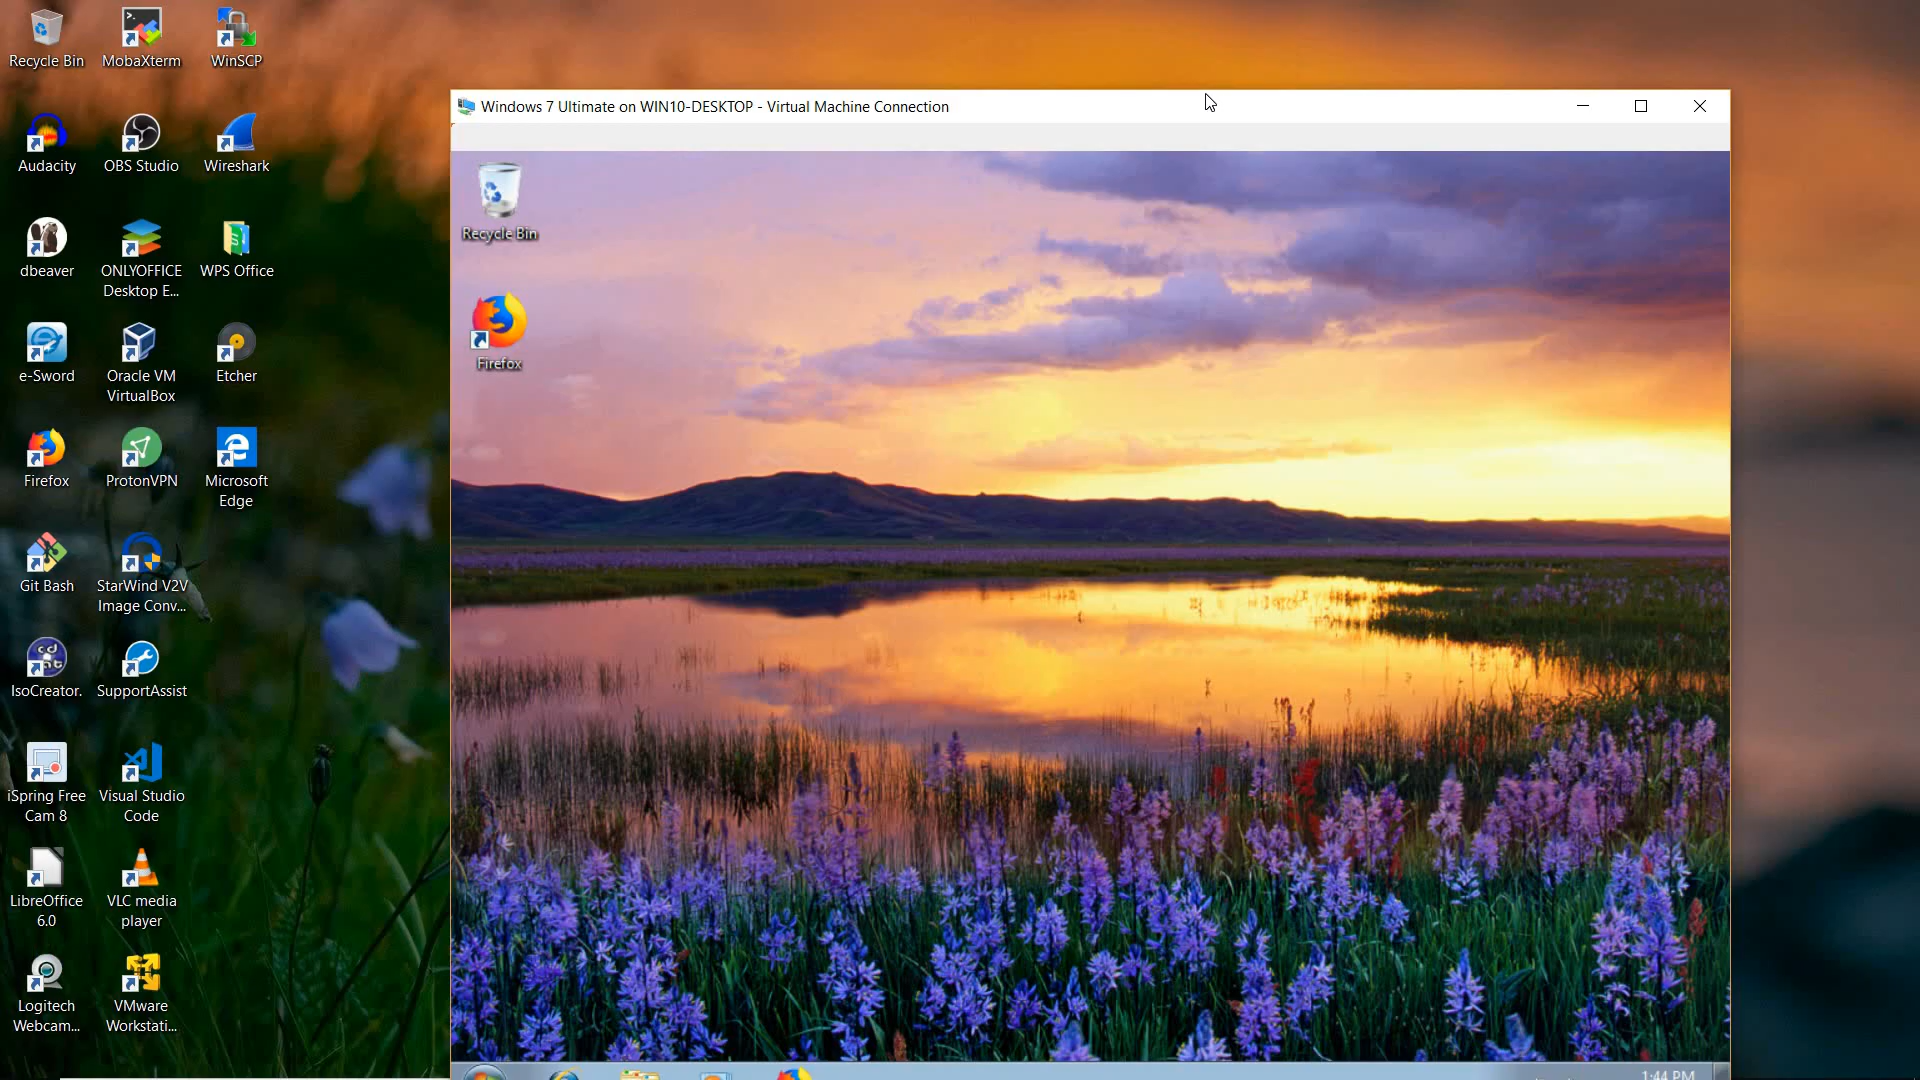 Recycle Bin
MobaXterm
WinSCP
Audacity
OBS Studio
Wireshark
dbeaver
ONLYOFFICE
Desktop E...
WPS Office
e-Sword
Oracle VM
VirtualBox
Etcher
Firefox
ProtonVPN
Microsoft
Edge
Git Bash
StarWind V2V
Image Conv...
IsoCreator.
SupportAssist
iSpring Free
Cam 8
Visual Studio
Code
LibreOffice
6.0
VLC media
player
Logitech
Webcam...
VMware
Workstati...
Windows 7 Ultimate on WIN10-DESKTOP - Virtual Machine Connection
Recycle Bin
Firefox
1:44 PM